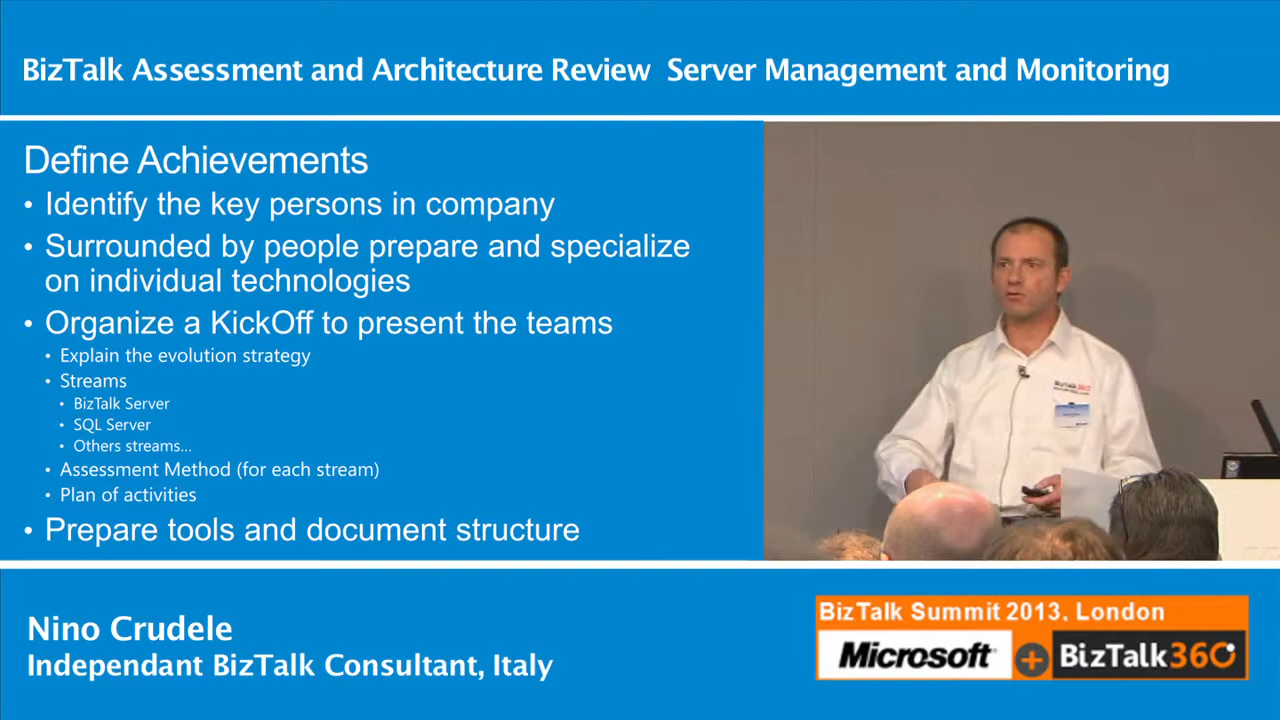 BizTalk Assessment and Architecture Review  Server Management and Monitoring
Define Achievements
• Identify the key persons in company
• Surrounded by people prepare and specialize
on individual technologies
• Organize a KickOff to present the teams
• Explain the evolution strategy
• Streams
• BizTalk Server
• SQL Server
• Others streams...
• Assessment Method (for each stream)
• Plan of activities
• Prepare tools and document structure
BizTalk360
Nino Crudele
Independant BizTalk Consultant, Italy
BizTalk Summit 2013, London
Microsoft + BizTalk360